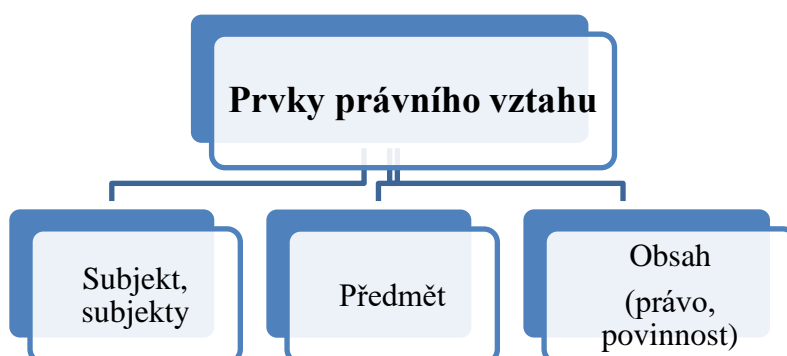 Prvky právního vztahu
Subjekt,
subjekty
Předmět
Obsah
(právo,
povinnost)